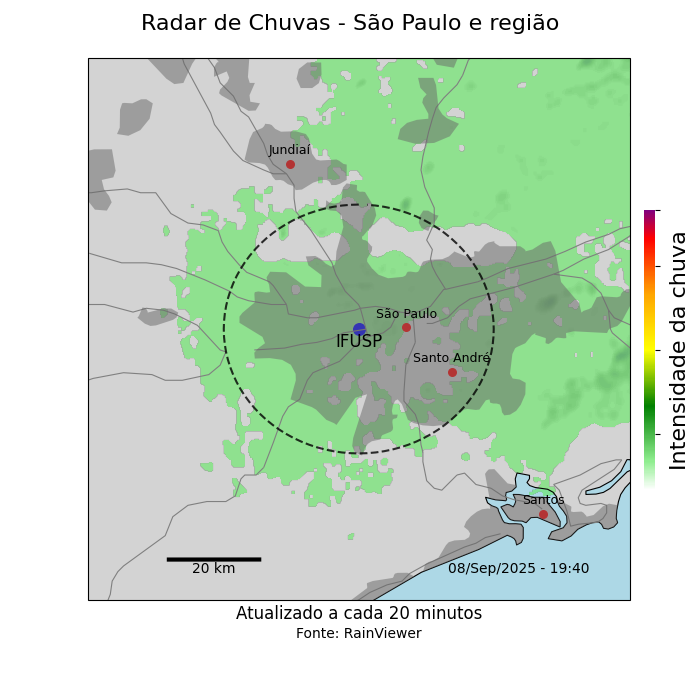 Radar de Chuvas - São Paulo e região
Jundiaí
São Paulo
IFUSP
Santo André
Santos
20 km
08/Sep/2025 - 19:40
Intensidade da chuva
Atualizado a cada 20 minutos
Fonte: RainViewer